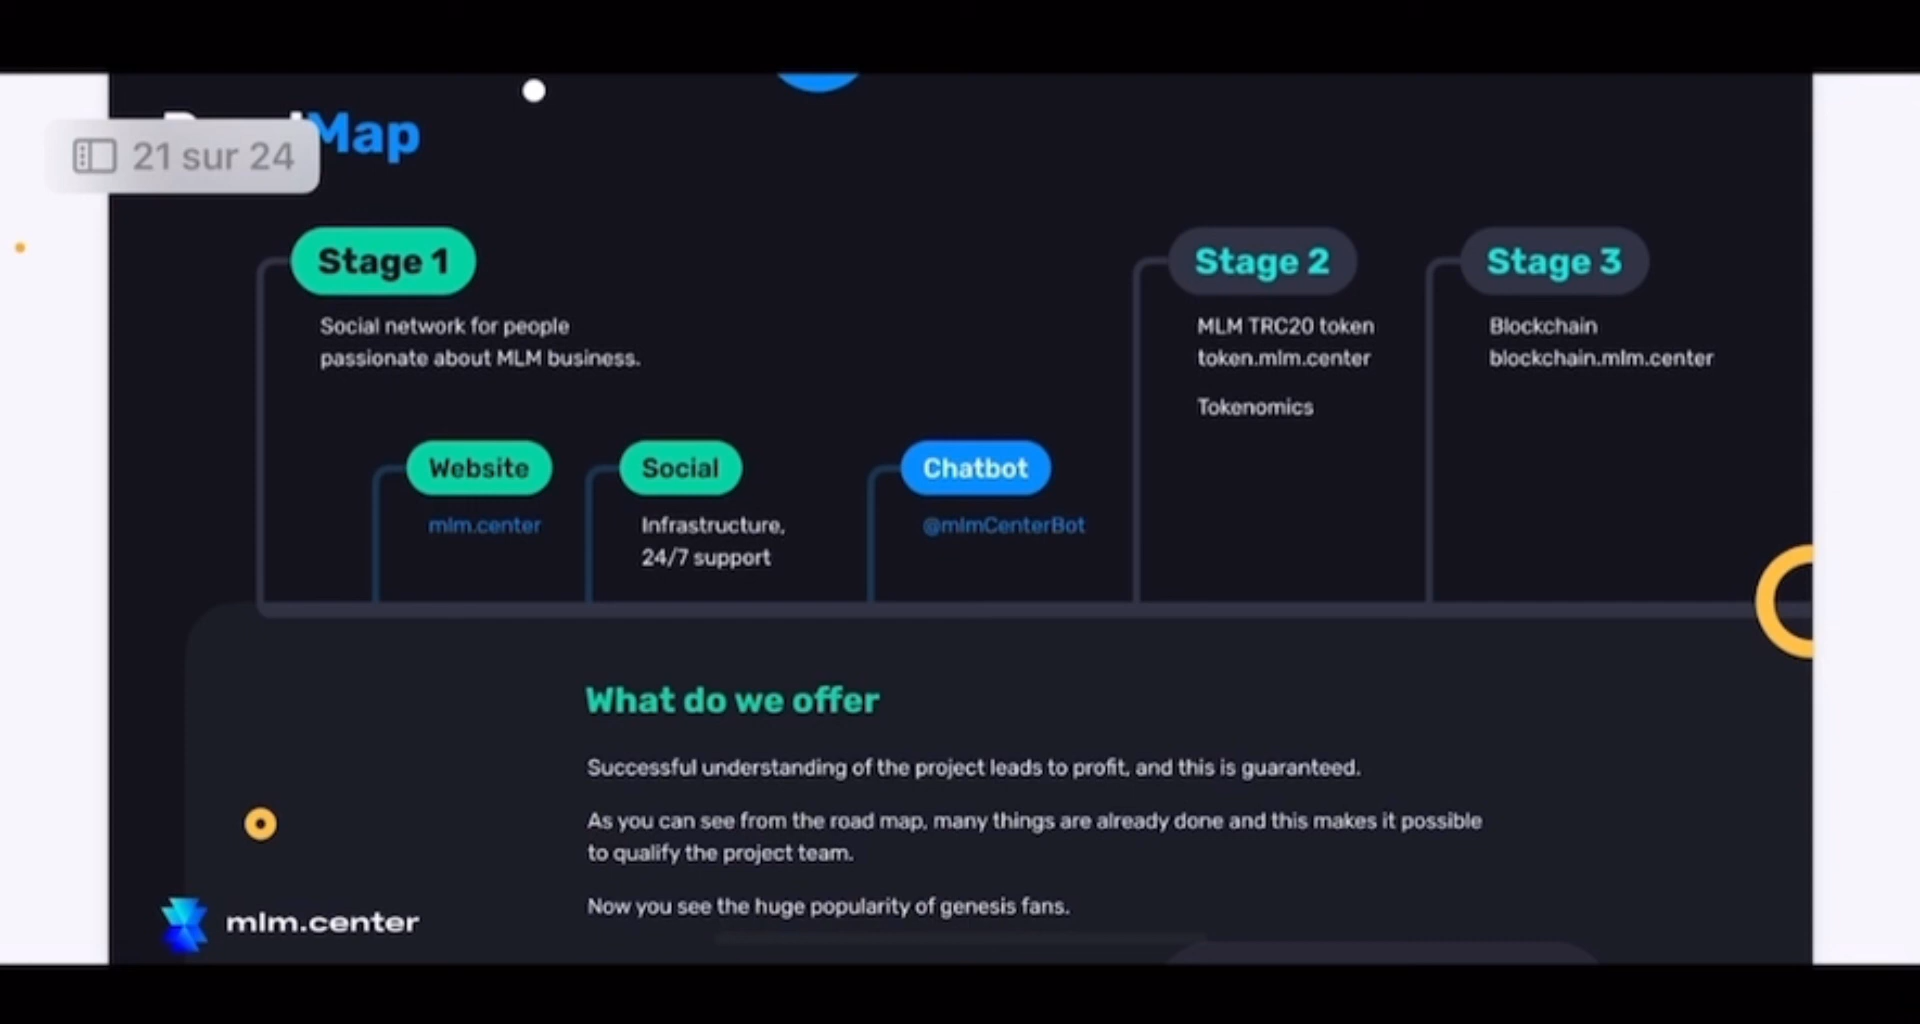 Map
21 sur 24
Stage 1
Social network for people
passionate about MLM business.
Website
mlm.center
Social
Infrastructure,
24/7 support
Chatbot
@mlmCenterBot
Stage 2
MLM TRC20 token
token.mlm.center
Tokenomics
Stage 3
Blockchain
blockchain.mlm.center
What do we offer
Successful understanding of the project leads to profit, and this is guaranteed.
As you can see from the road map, many things are already done and this makes it possible
to qualify the project team.
Now you see the huge popularity of genesis fans.
mlm.center